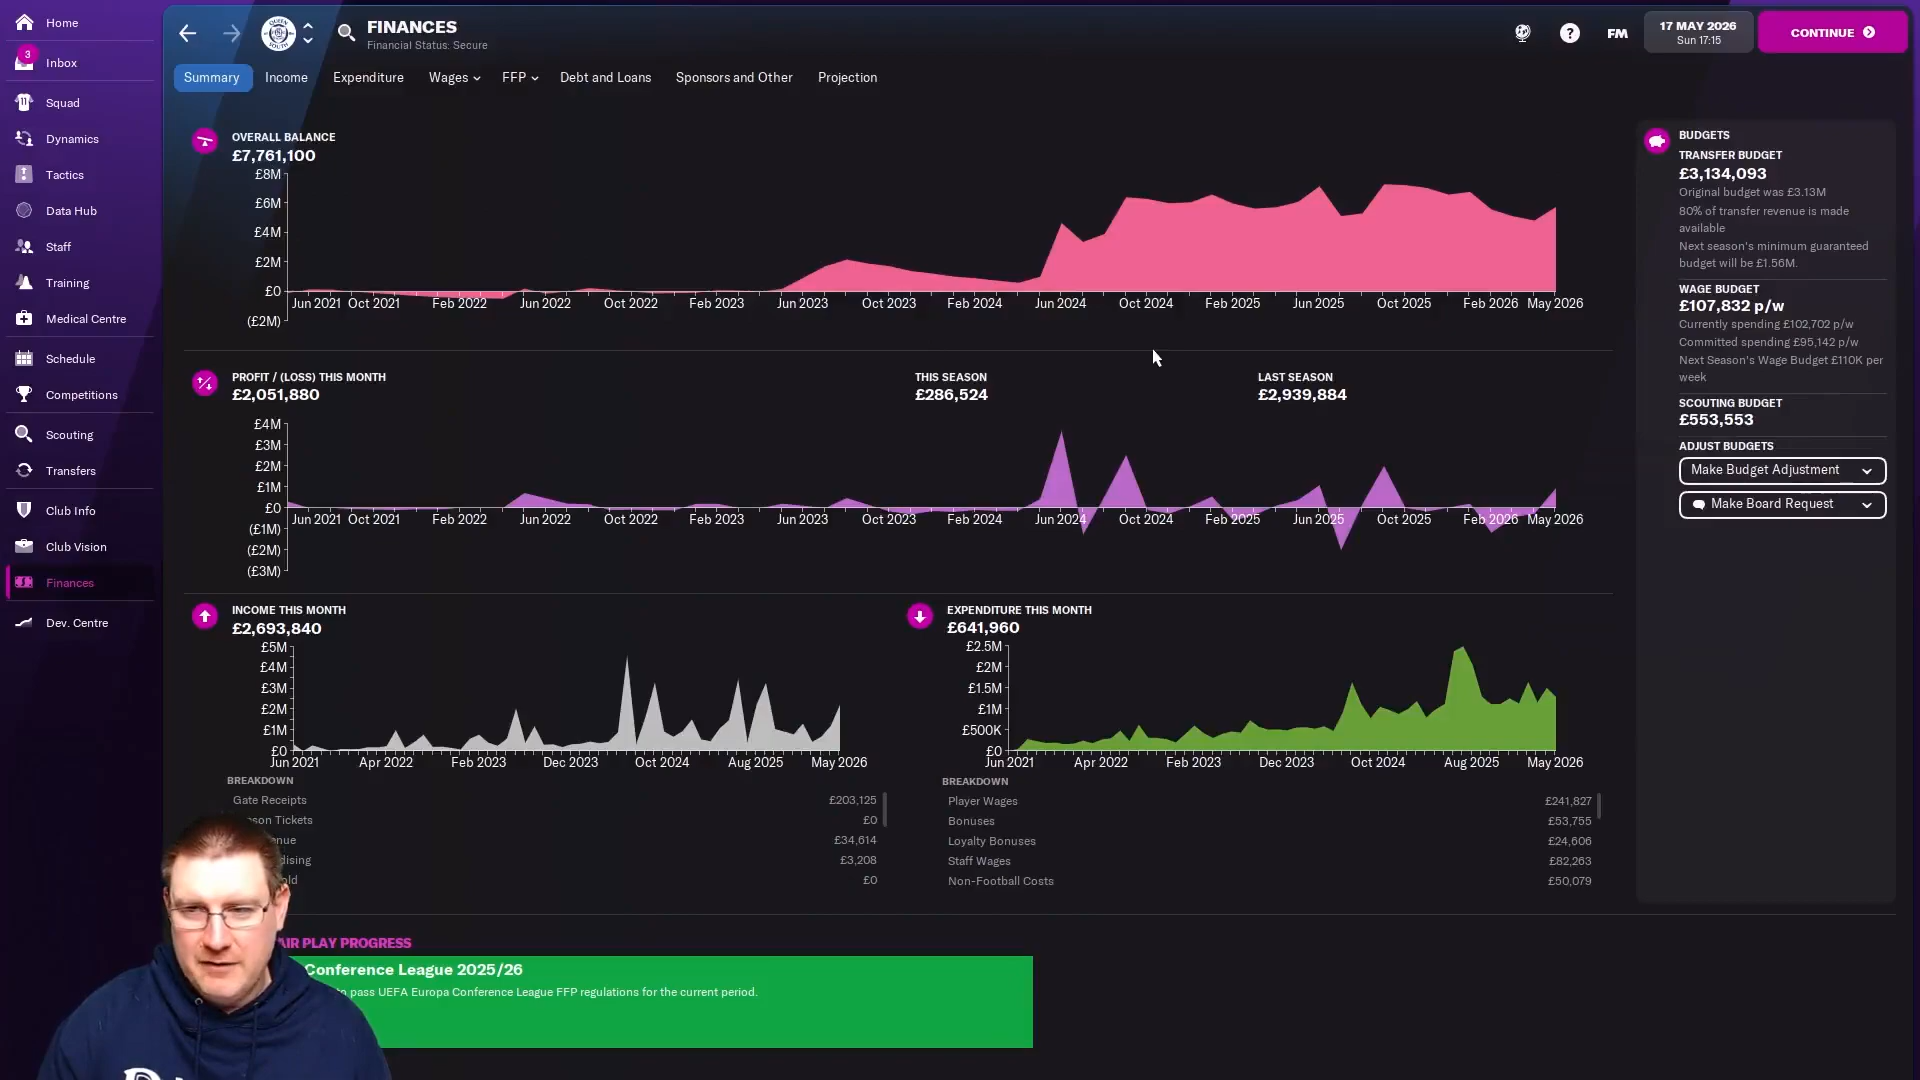 Home
3
Inbox
Squad
Dynamics
Tactics
Data Hub
Staff
Training
Medical Centre
Schedule
Competitions
Scouting
Transfers
Club Info
Club Vision
Finances
Dev. Centre
FINANCES
Financial Status: Secure
FM
17 MAY 2026
Sun 17:15
CONTINUE
Summary
Income
Expenditure
Wages
FFP
Debt and Loans
Sponsors and Other
Projection
OVERALL BALANCE
£7,761,100
£8M
£6M
£4M
£2M
£0
(£2M)
Jun 2021 Oct 2021 Feb 2022 Jun 2022 Oct 2022 Feb 2023 Jun 2023 Oct 2023 Feb 2024 Jun 2024 Oct 2024 Feb 2025 Jun 2025 Oct 2025 Feb 2026 May 2026
PROFIT / (LOSS) THIS MONTH
£2,051,880
THIS SEASON
£286,524
LAST SEASON
£2,939,884
£4M
£3M
£2M
£1M
£0
(£1M)
(£2M)
(£3M)
Jun 2021 Oct 2021 Feb 2022 Jun 2022 Oct 2022 Feb 2023 Jun 2023 Oct 2023 Feb 2024 Jun 2024 Oct 2024 Feb 2025 Jun 2025 Oct 2025 Feb 2026 May 2026
INCOME THIS MONTH
£2,693,840
£5M
£4M
£3M
£2M
£1M
£0
Jun 2021 Apr 2022 Feb 2023 Dec 2023 Oct 2024 Aug 2025 May 2026
BREAKDOWN
Gate Receipts £203,125
son Tickets £0
nue £34,614
dising £3,208
old £0
EXPENDITURE THIS MONTH
£641,960
£2.5M
£2M
£1.5M
£1M
£500K
£0
Jun 2021 Apr 2022 Feb 2023 Dec 2023 Oct 2024 Aug 2025 May 2026
BREAKDOWN
Player Wages £241,827
Bonuses £53,755
Loyalty Bonuses £24,606
Staff Wages £82,263
Non-Football Costs £50,079
AIR PLAY PROGRESS
Conference League 2025/26
to pass UEFA Europa Conference League FFP regulations for the current period.
BUDGETS
TRANSFER BUDGET
£3,134,093
Original budget was £3.13M
80% of transfer revenue is made
available
Next season's minimum guaranteed
budget will be £1.56M.
WAGE BUDGET
£107,832 p/w
Currently spending £102,702 p/w
Committed spending £95,142 p/w
Next Season's Wage Budget £110K per
week
SCOUTING BUDGET
£553,553
ADJUST BUDGETS
Make Budget Adjustment
Make Board Request